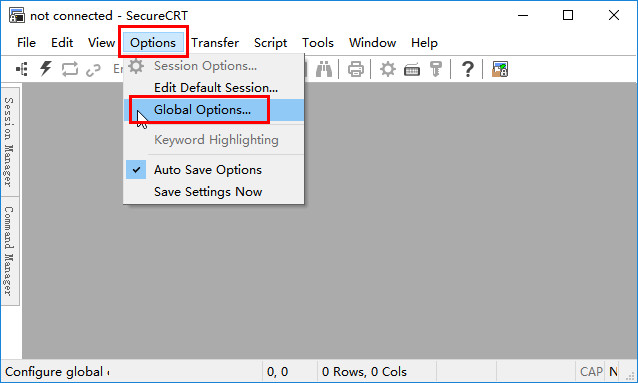 not connected - SecureCRT
File Edit View Options Transfer Script Tools Window Help
Session Options...
Edit Default Session...
Global Options...
Keyword Highlighting
Auto Save Options
Save Settings Now
Session Manager
Command Manager
Configure global 0, 0 0 Rows, 0 Cols CAP